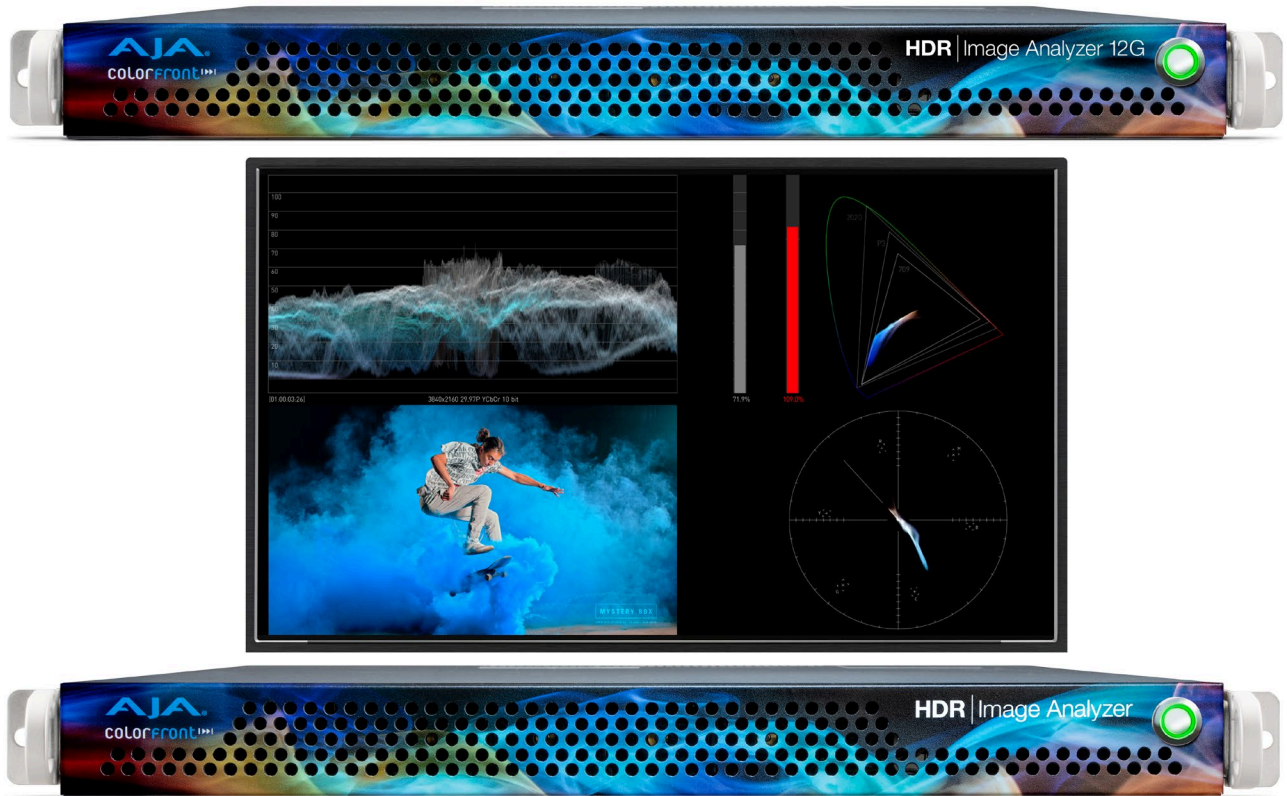 AJA
colorfront
HDR | Image Analyzer 12G
100
90
80
70
60
50
30
20
10
2020
P3
709
[01:00:03:26]
3840x2160 29.97P YCbCr 10 bit
71.9%
109.0%
MYSTERY BOX
AJA
colorfront
HDR | Image Analyzer